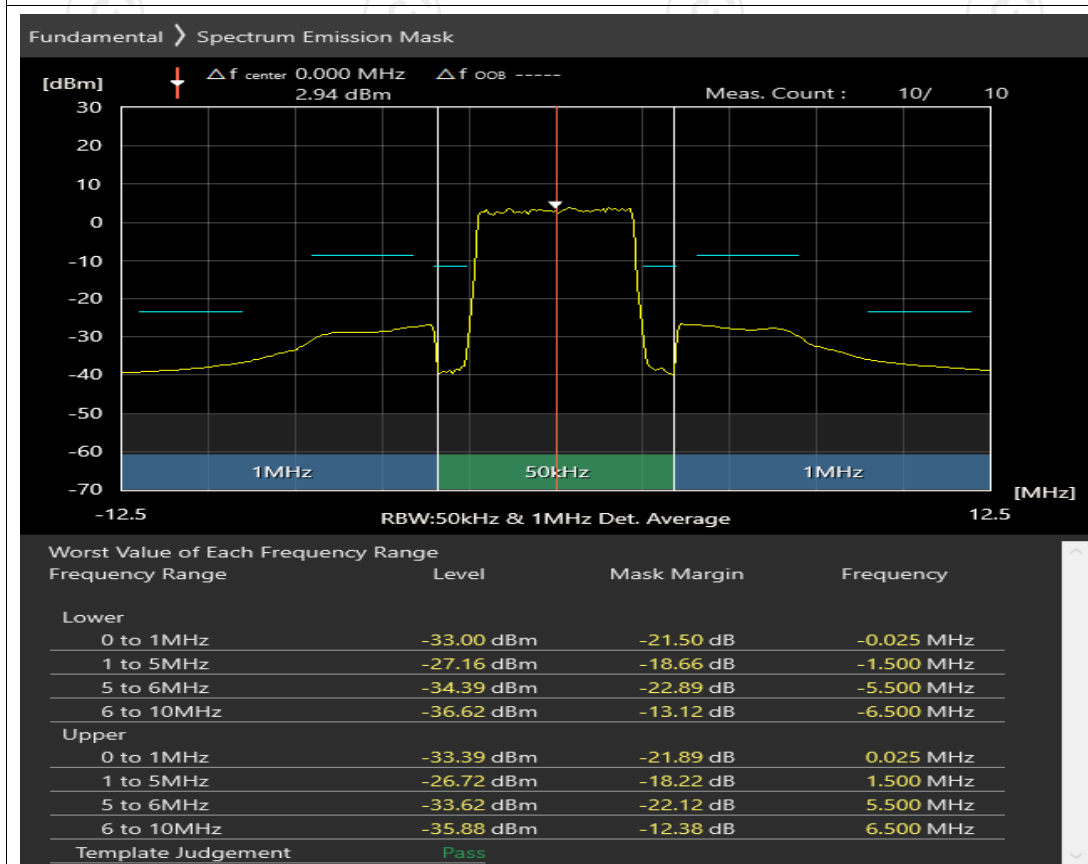 Fundamental ❯ Spectrum Emission Mask
[dBm] Δf center 0.000 MHz Δf OOB -----
2.94 dBm Meas. Count : 10/ 10
30
20
10
0
-10
-20
-30
-40
-50
-60
-70
1MHz 50kHz 1MHz
[MHz]
-12.5 RBW:50kHz & 1MHz Det. Average 12.5
Worst Value of Each Frequency Range
Frequency Range Level Mask Margin Frequency
Lower
0 to 1MHz -33.00 dBm -21.50 dB -0.025 MHz
1 to 5MHz -27.16 dBm -18.66 dB -1.500 MHz
5 to 6MHz -34.39 dBm -22.89 dB -5.500 MHz
6 to 10MHz -36.62 dBm -13.12 dB -6.500 MHz
Upper
0 to 1MHz -33.39 dBm -21.89 dB 0.025 MHz
1 to 5MHz -26.72 dBm -18.22 dB 1.500 MHz
5 to 6MHz -33.62 dBm -22.12 dB 5.500 MHz
6 to 10MHz -35.88 dBm -12.38 dB 6.500 MHz
Template Judgement Pass